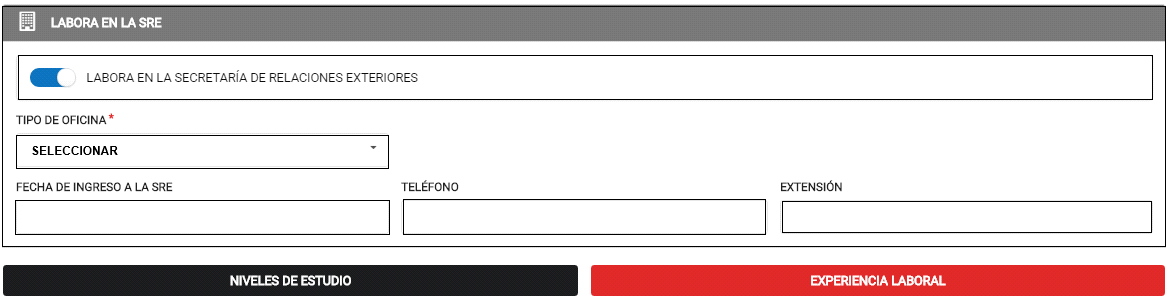 LABORA EN LA SRE
LABORA EN LA SECRETARÍA DE RELACIONES EXTERIORES
TIPO DE OFICINA *
SELECCIONAR
FECHA DE INGRESO A LA SRE TELÉFONO EXTENSIÓN
NIVELES DE ESTUDIO EXPERIENCIA LABORAL